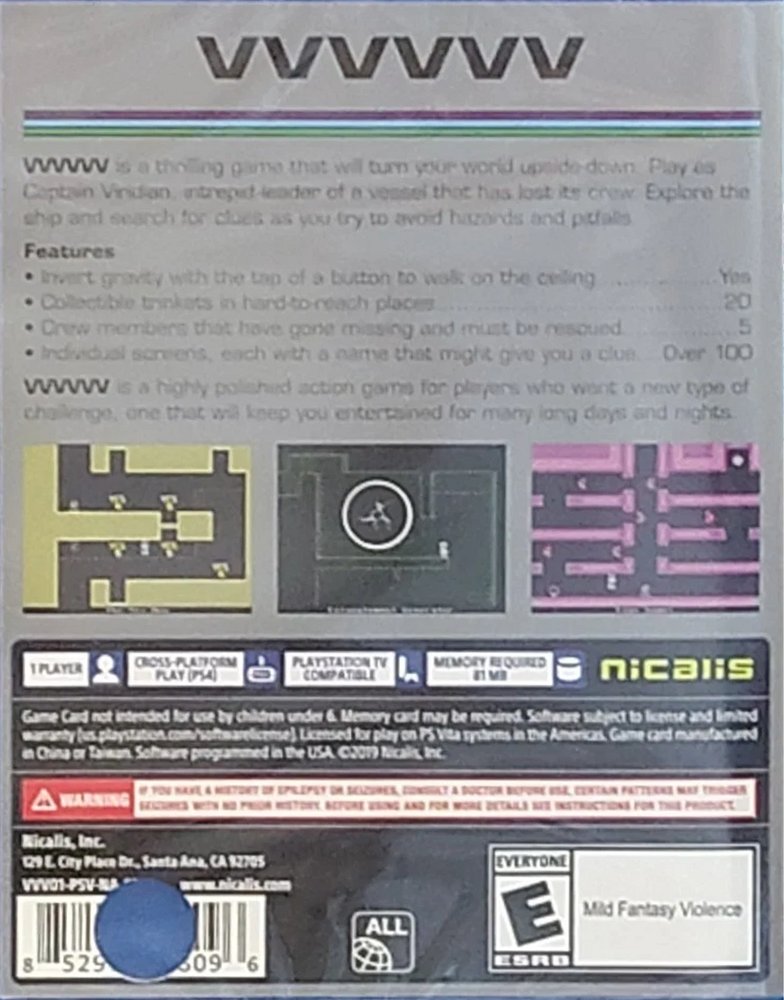 VVVVVV
VVVVVV is a thrilling game that will turn your world upside-down. Play as
Captain Viridian, intrepid leader of a vessel that has lost its crew. Explore the
ship and search for clues as you try to avoid hazards and pitfalls.
Features
• Invert gravity with the tap of a button to walk on the ceiling ............... Yes
• Collectible trinkets in hard-to-reach places ............... 20
• Crew members that have gone missing and must be rescued ............... 5
• Individual screens, each with a name that might give you a clue ... Over 100
VVVVVV is a highly polished action game for players who want a new type of
challenge, one that will keep you entertained for many long days and nights.
1 PLAYER
CROSS-PLATFORM
PLAY (PS4)
PLAYSTATION TV
COMPATIBLE
MEMORY REQUIRED
81 MB
nicalis
Game Card not intended for use by children under 6. Memory card may be required. Software subject to license and limited
warranty (us.playstation.com/softwarelicense). Licensed for play on PS Vita systems in the Americas. Game card manufactured
in China or Taiwan. Software programmed in the USA. ©2019 Nicalis, Inc.
WARNING
IF YOU HAVE A HISTORY OF EPILEPSY OR SEIZURES, CONSULT A DOCTOR BEFORE USE. CERTAIN PATTERNS MAY TRIGGER
SEIZURES WITH NO PRIOR HISTORY. BEFORE USING AND FOR MORE DETAILS SEE INSTRUCTIONS FOR THIS PRODUCT.
Nicalis, Inc.
129 E. City Place Dr., Santa Ana, CA 92705
VVV01-PSV-NA
www.nicalis.com
8 529 609 6
ALL
EVERYONE
E
ESRB
Mild Fantasy Violence